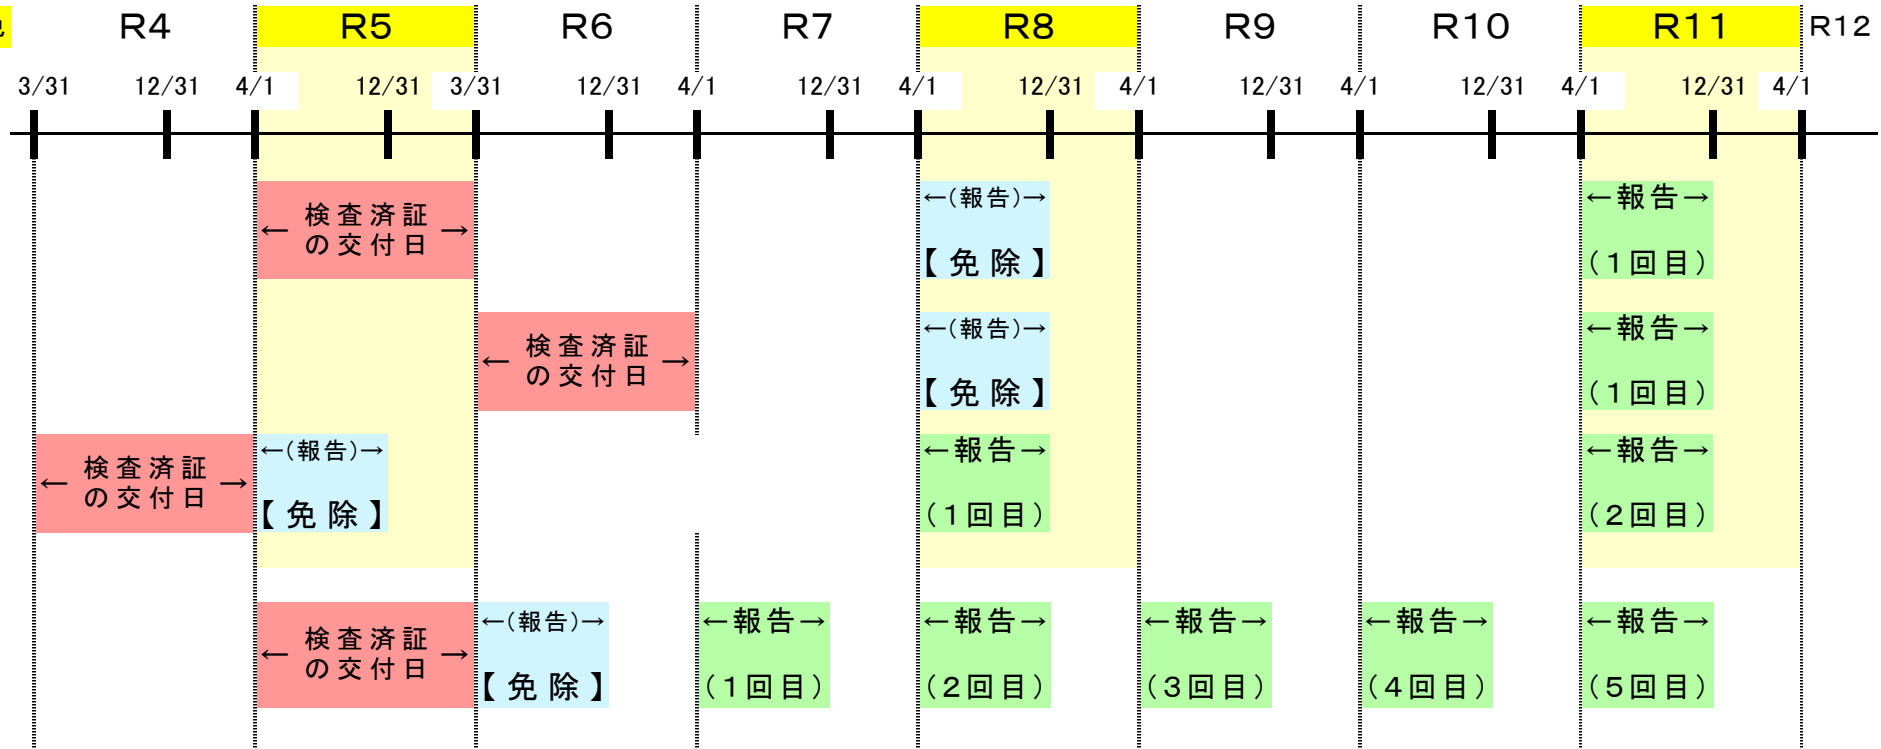 R4 R5 R6 R7 R8 R9 R10 R11 R12
3/31 12/31 4/1 12/31 3/31 12/31 4/1 12/31 4/1 12/31 4/1 12/31 4/1 12/31 4/1 12/31 4/1
← 検査済証 →
の交付日
←(報告)→
【免除】
←報告→
(1回目)
← 検査済証 →
の交付日
←(報告)→
【免除】
←報告→
(1回目)
← 検査済証 →
の交付日
←(報告)→
【免除】
←報告→
(1回目)
←報告→
(2回目)
← 検査済証 →
の交付日
←(報告)→
【免除】
←報告→
(1回目)
←報告→
(2回目)
←報告→
(3回目)
←報告→
(4回目)
←報告→
(5回目)